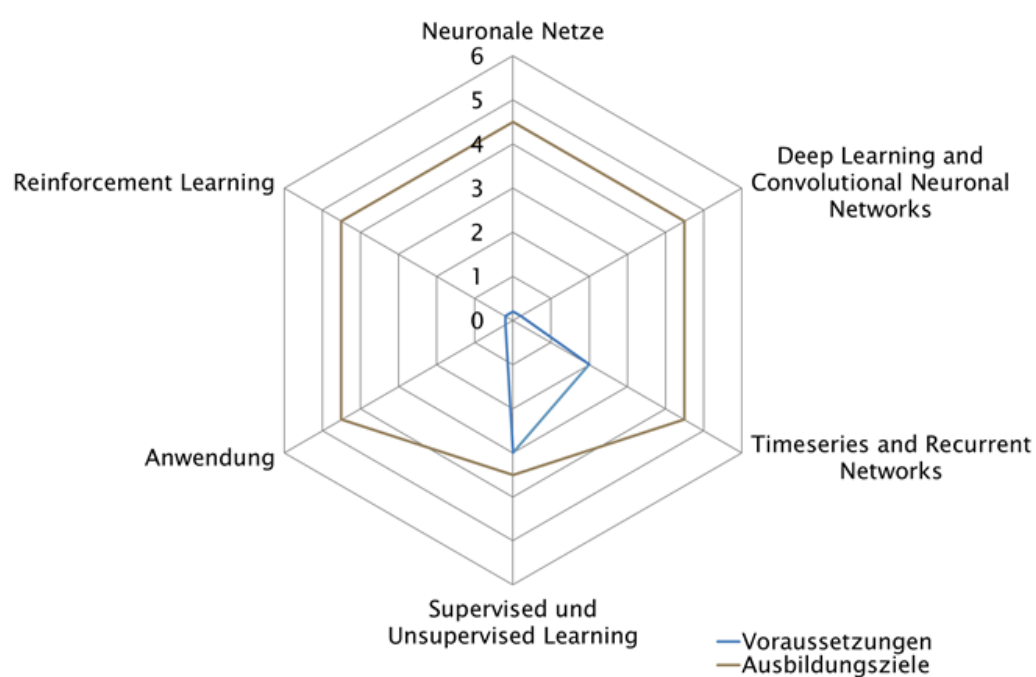 Neuronale Netze
6
5
4
3
2
1
0
Deep Learning and
Convolutional Neuronal
Networks
Reinforcement Learning
Anwendung
Timeseries and Recurrent
Networks
Supervised und
Unsupervised Learning
Voraussetzungen
Ausbildungsziele